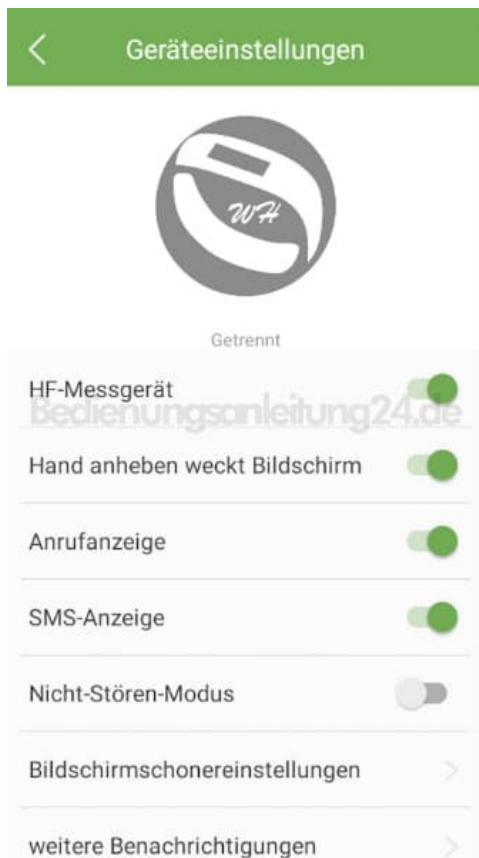 Geräteeinstellungen
WH
Getrennt
HF-Messgerät
Bedienungsanleitung24.de
Hand anheben weckt Bildschirm
Anrufanzeige
SMS-Anzeige
Nicht-Stören-Modus
Bildschirmschonereinstellungen
weitere Benachrichtigungen